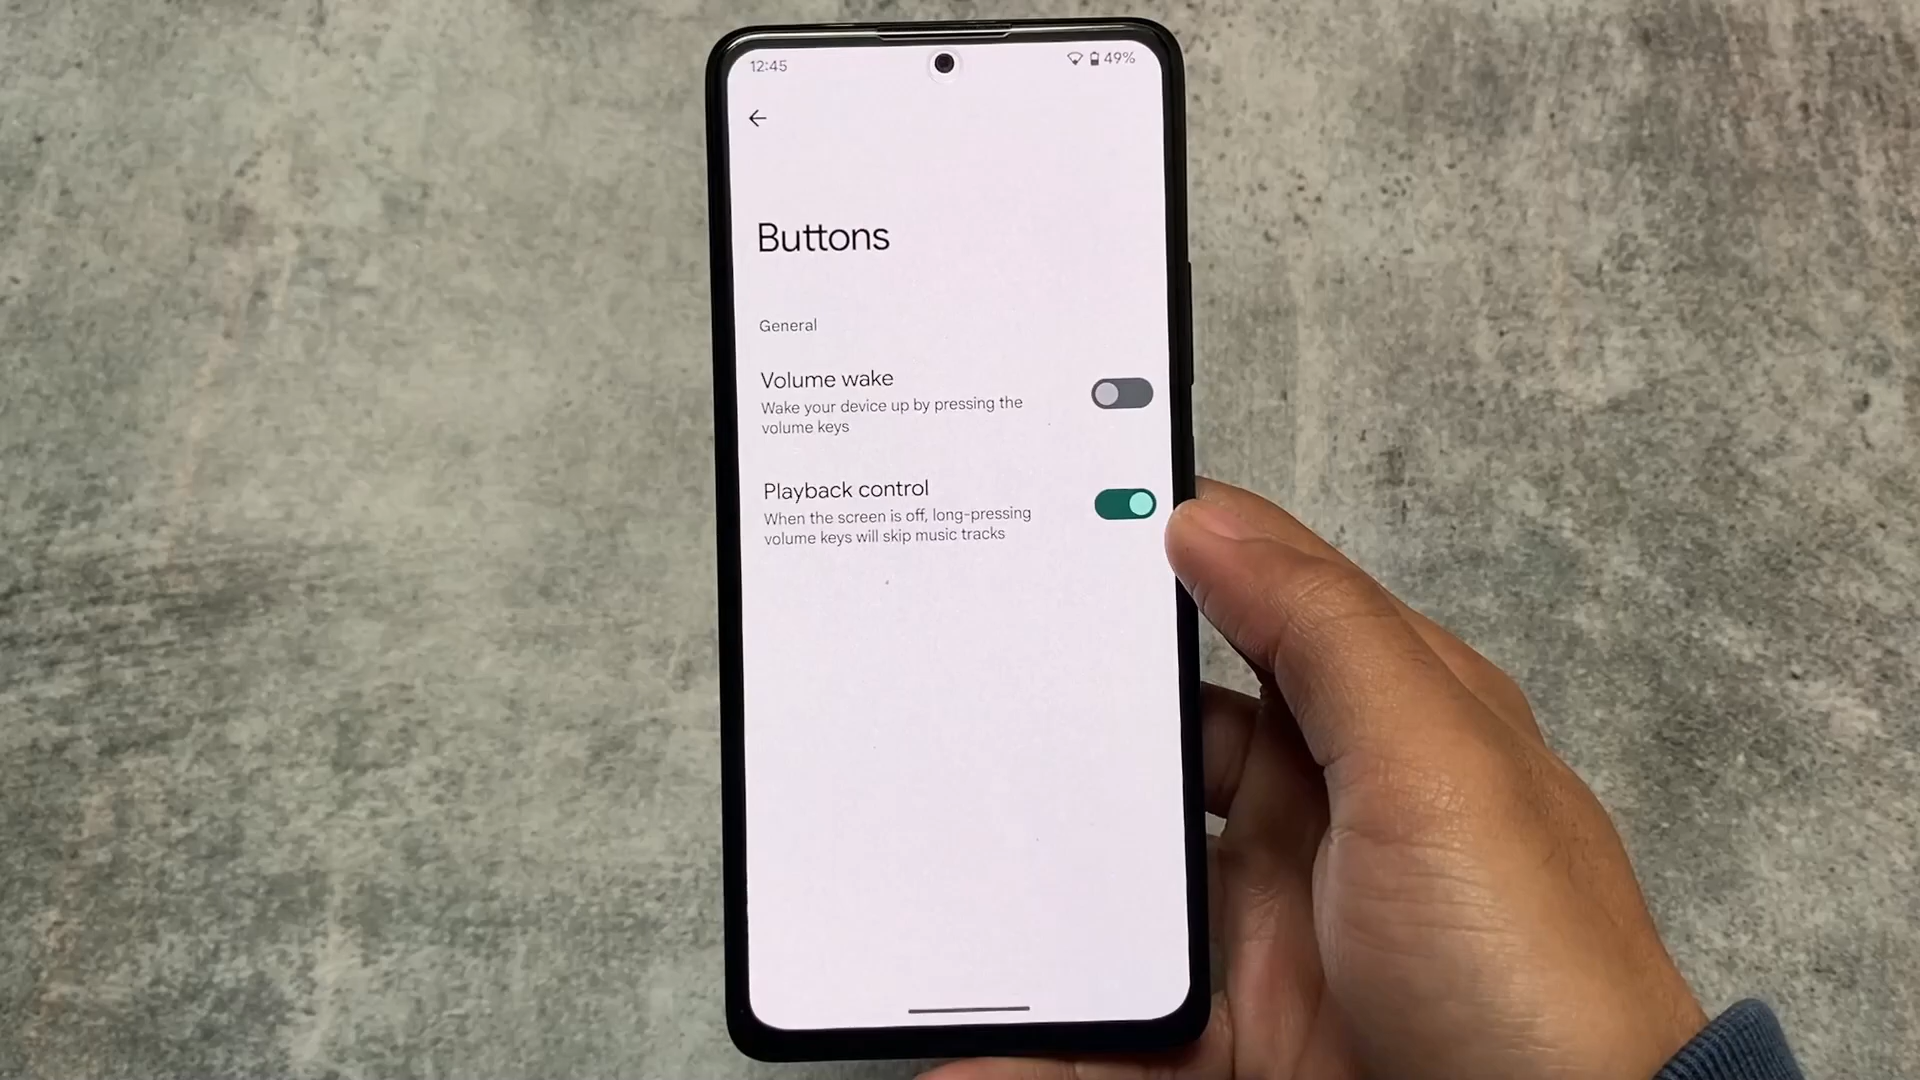 12:45
49%
Buttons
General
Volume wake
Wake your device up by pressing the
volume keys
Playback control
When the screen is off, long-pressing
volume keys will skip music tracks